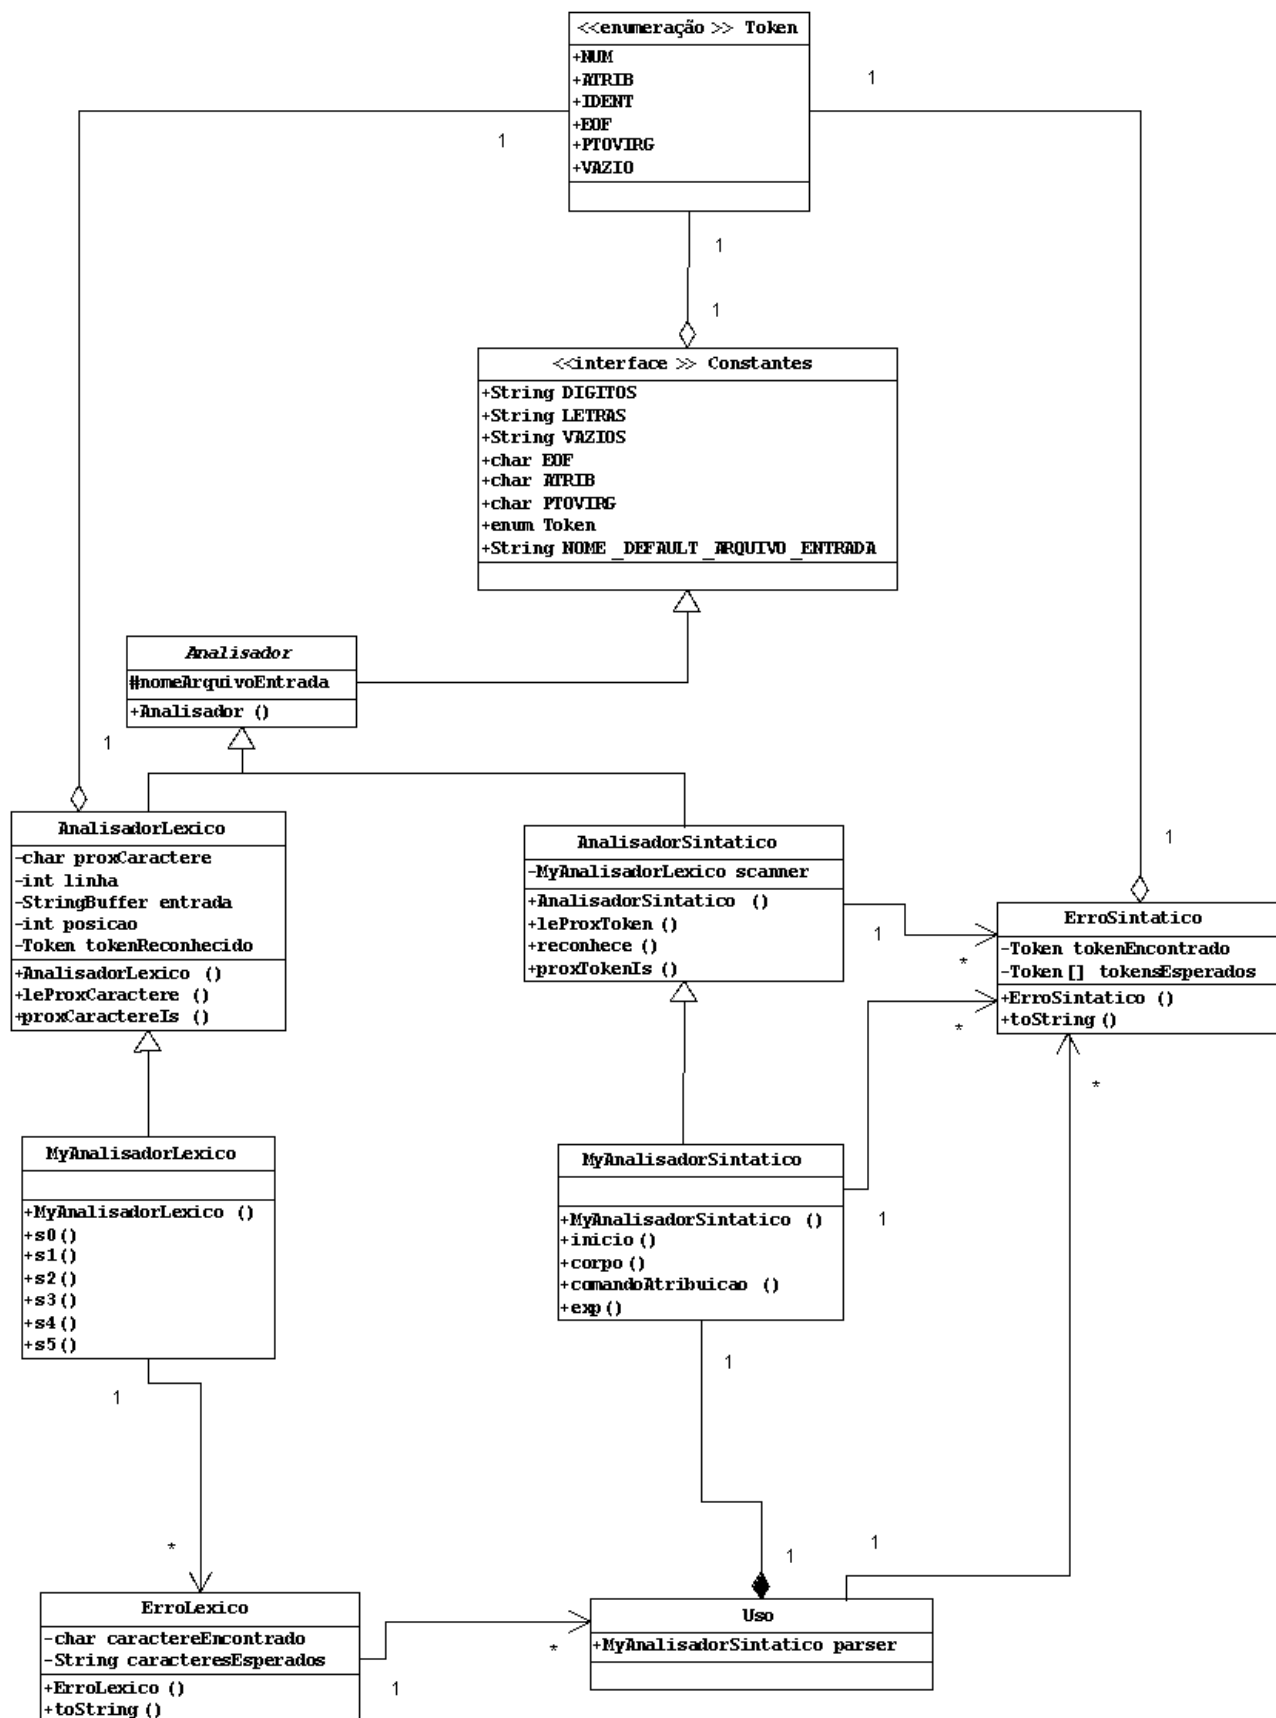 <<enumeração >> Token
+NUM
+ATRIB
+IDENT
+EOF
+PTOVIRG
+VAZIO
1
1
1
1
<<interface >> Constantes
+String DIGITOS
+String LETRAS
+String VAZIOS
+char EOF
+char ATRIB
+char PTOVIRG
+enum Token
+String NOME _DEFAULT _ARQUIVO _ENTRADA
Analisador
#nomeArquivoEntrada
+Analisador ()
1
AnalisadorLexico
-char proxCaractere
-int linha
-StringBuffer entrada
-int posicao
-Token tokenReconhecido
+AnalisadorLexico ()
+leProxCaractere ()
+proxCaractereIs ()
AnalisadorSintatico
-MyAnalisadorLexico scanner
+AnalisadorSintatico ()
+leProxToken ()
+reconhece ()
+proxTokenIs ()
1
1
*
*
ErroSintatico
-Token tokenEncontrado
-Token [] tokensEsperados
+ErroSintatico ()
+toString ()
*
MyAnalisadorLexico
+MyAnalisadorLexico ()
+s0 ()
+s1 ()
+s2 ()
+s3 ()
+s4 ()
+s5 ()
MyAnalisadorSintatico
+MyAnalisadorSintatico ()
+inicio ()
+corpo ()
+comandoAtribuicao ()
+exp ()
1
1
1
*
1
1
ErroLexico
-char caractereEncontrado
-String caracteresEsperados
+ErroLexico ()
+toString ()
*
1
Uso
+MyAnalisadorSintatico parser